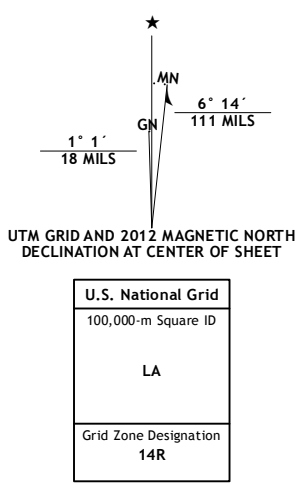 ★
MN
GN
6° 14´
111 MILS
1° 1´
18 MILS
UTM GRID AND 2012 MAGNETIC NORTH
DECLINATION AT CENTER OF SHEET
U.S. National Grid
100,000-m Square ID
LA
Grid Zone Designation
14R